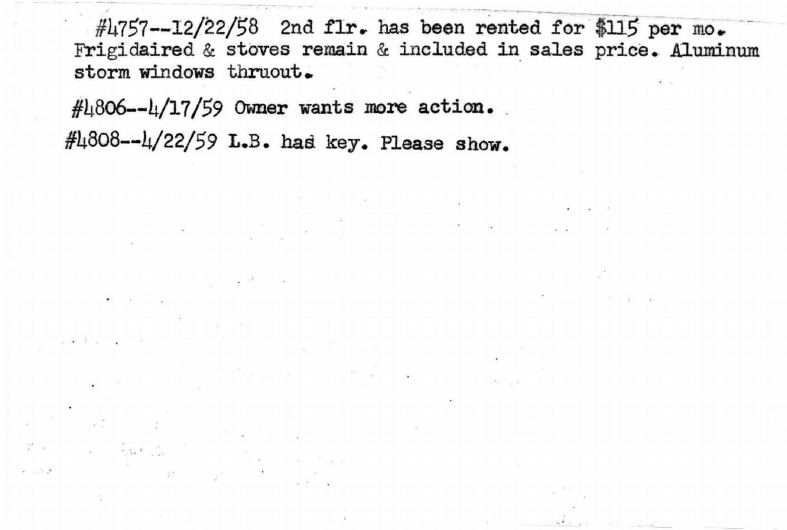 #4757--12/22/58 2nd flr. has been rented for $115 per mo.
Frigidaired & stoves remain & included in sales price. Aluminum
storm windows thruout.
#4806--4/17/59 Owner wants more action.
#4808--4/22/59 L.B. had key. Please show.